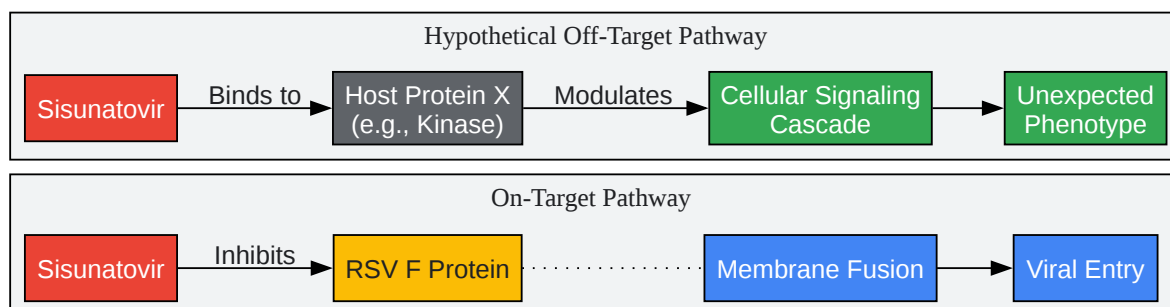 Hypothetical Off-Target Pathway
Sisunatovir
Binds to
Host Protein X
(e.g., Kinase)
Modulates
Cellular Signaling
Cascade
Unexpected
Phenotype
On-Target Pathway
Sisunatovir
Inhibits
RSV F Protein
Membrane Fusion
Viral Entry